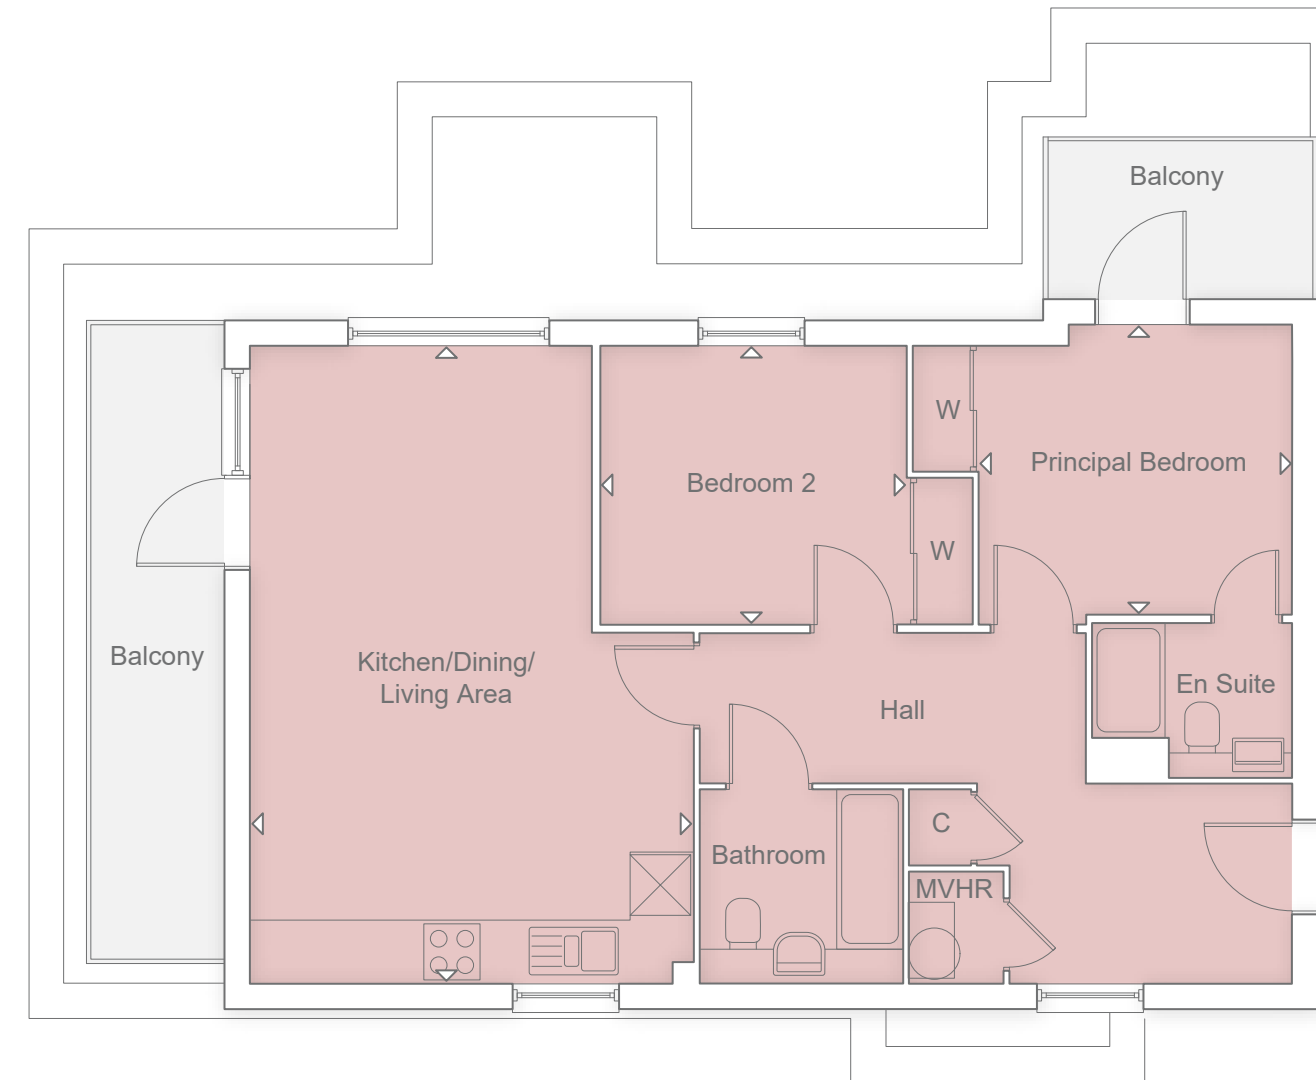 Balcony
W
Principal Bedroom
Bedroom 2
W
Balcony
Kitchen/Dining/
Living Area
Hall
En Suite
C
Bathroom
MVHR